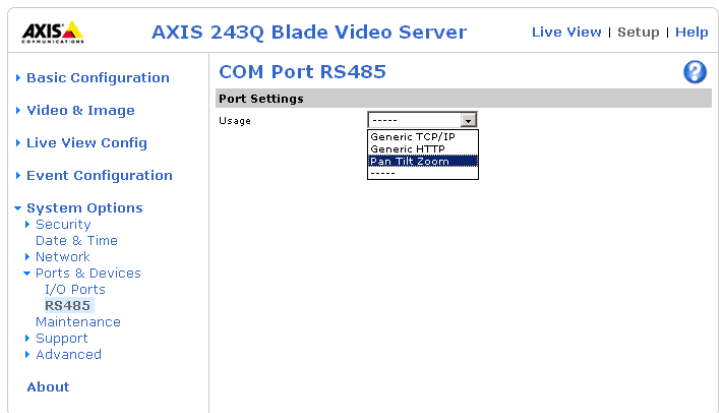 AXIS
COMMUNICATIONS
AXIS 243Q Blade Video Server
Live View | Setup | Help
Basic Configuration
Video & Image
Live View Config
Event Configuration
System Options
Security
Date & Time
Network
Ports & Devices
I/O Ports
RS485
Maintenance
Support
Advanced
About
COM Port RS485
?
Port Settings
Usage
-----
Generic TCP/IP
Generic HTTP
Pan Tilt Zoom
-----